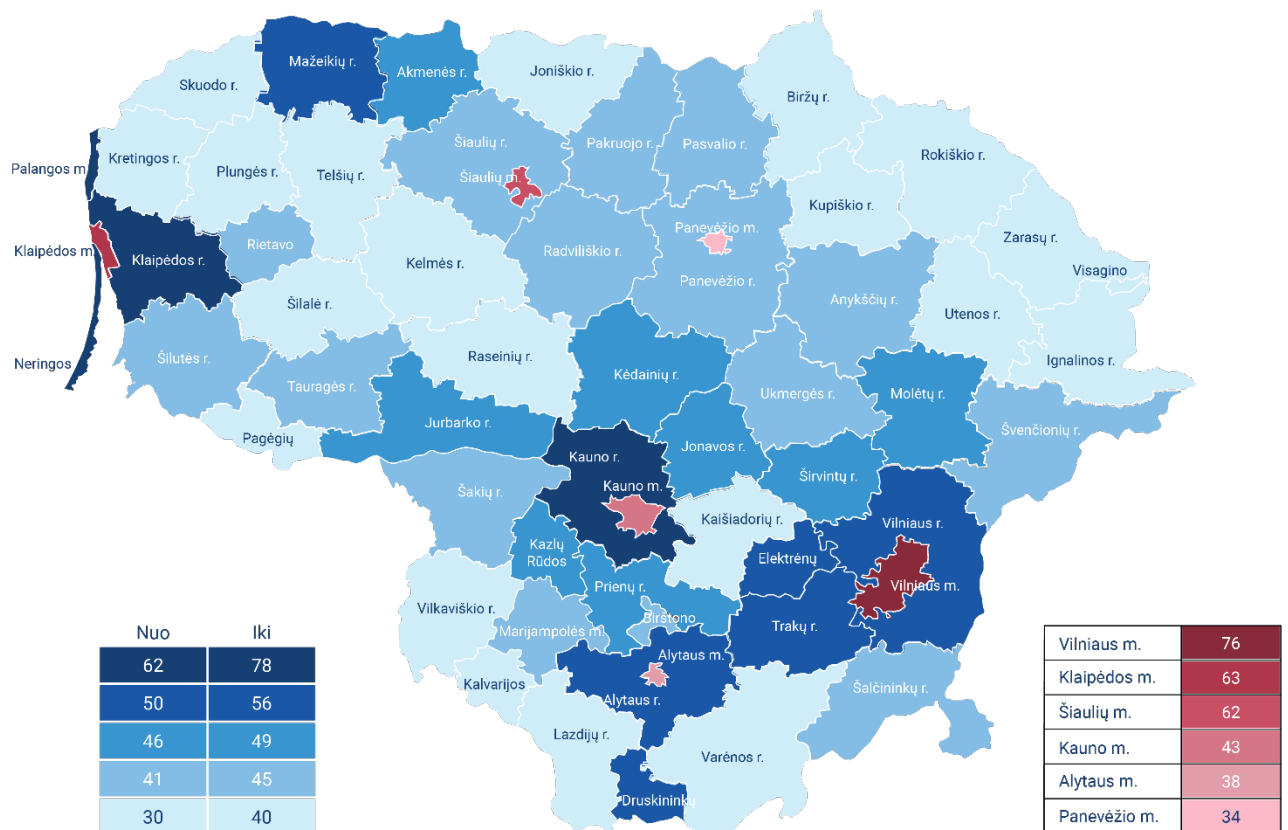 Mažeikių r.
Akmenės r.
Joniškio r.
Skuodo r.
Biržų r.
Šiaulių r.
Pakruojo r.
Pasvalio r.
Rokiškio r.
Kretingos r.
Palangos m.
Plungės r.
Telšių r.
Šiaulių m.
Kupiškio r.
Panevėžio m.
Zarasų r.
Rietavo
Klaipėdos m.
Klaipėdos r.
Kelmės r.
Radviliškio r.
Visagino
Panevėžio r.
Anykščių r.
Šilalė r.
Utenos r.
Neringos
Šilutės r.
Raseinių r.
Ignalinos r.
Tauragės r.
Kėdainių r.
Ukmergės r.
Molėtų r.
Jurbarko r.
Švenčionių r.
Pagėgių
Jonavos r.
Kauno r.
Širvintų r.
Šakių r.
Kauno m.
Kaišiadorių r.
Vilniaus r.
Kazlų
Rūdos
Elektrėnų
Prienų r.
Vilniaus m.
Vilkaviškio r.
Birštono
Trakų r.
Marijampolės m.
Alytaus m.
Kalvarijos
Alytaus r.
Šalčininkų r.
Lazdijų r.
Varėnos r.
Druskininkų
Nuo Iki
62 78
50 56
46 49
41 45
30 40
Vilniaus m. 76
Klaipėdos m. 63
Šiaulių m. 62
Kauno m. 43
Alytaus m. 38
Panevėžio m. 34